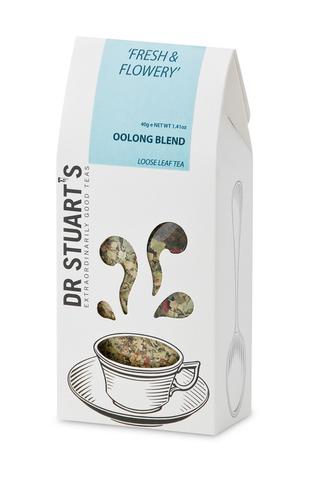 'FRESH &
FLOWERY'
40g e NET WT 1.41oz
OOLONG BLEND
LOOSE LEAF TEA
DR STUART'S
EXTRAORDINARILY GOOD TEAS